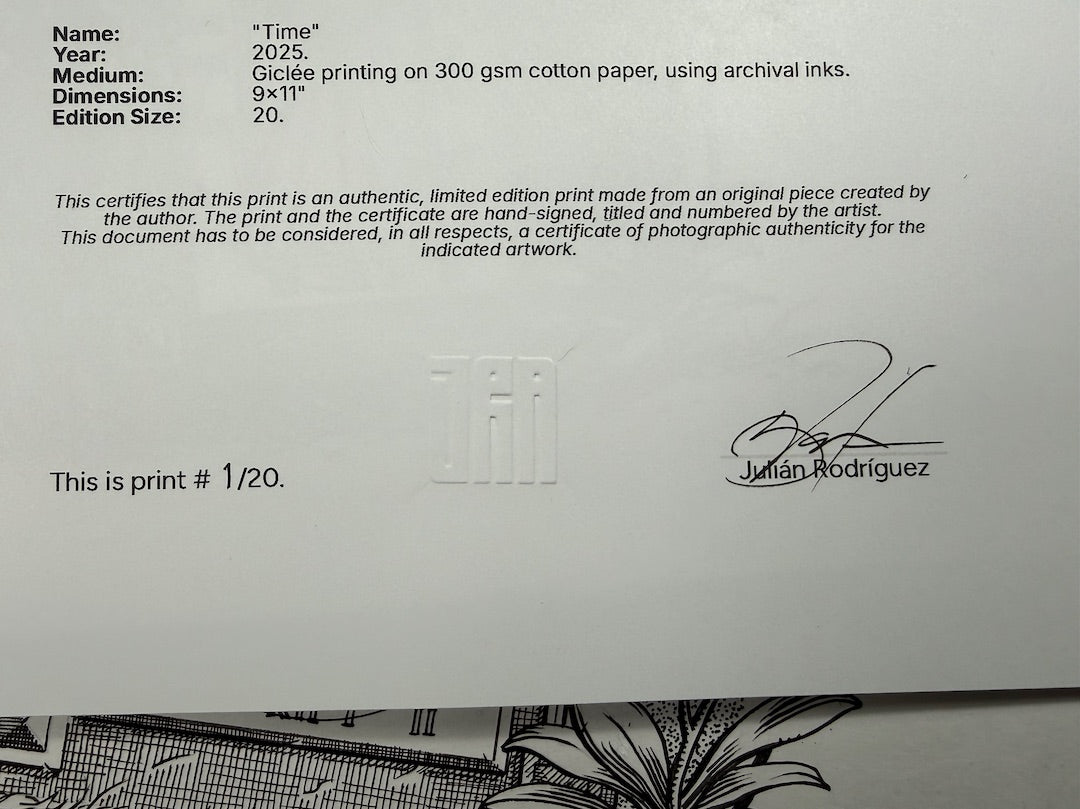 Name: "Time"
Year: 2025.
Medium: Giclée printing on 300 gsm cotton paper, using archival inks.
Dimensions: 9×11"
Edition Size: 20.
This certifies that this print is an authentic, limited edition print made from an original piece created by
the author. The print and the certificate are hand-signed, titled and numbered by the artist.
This document has to be considered, in all respects, a certificate of photographic authenticity for the
indicated artwork.
This is print # 1/20.
Julián Rodríguez